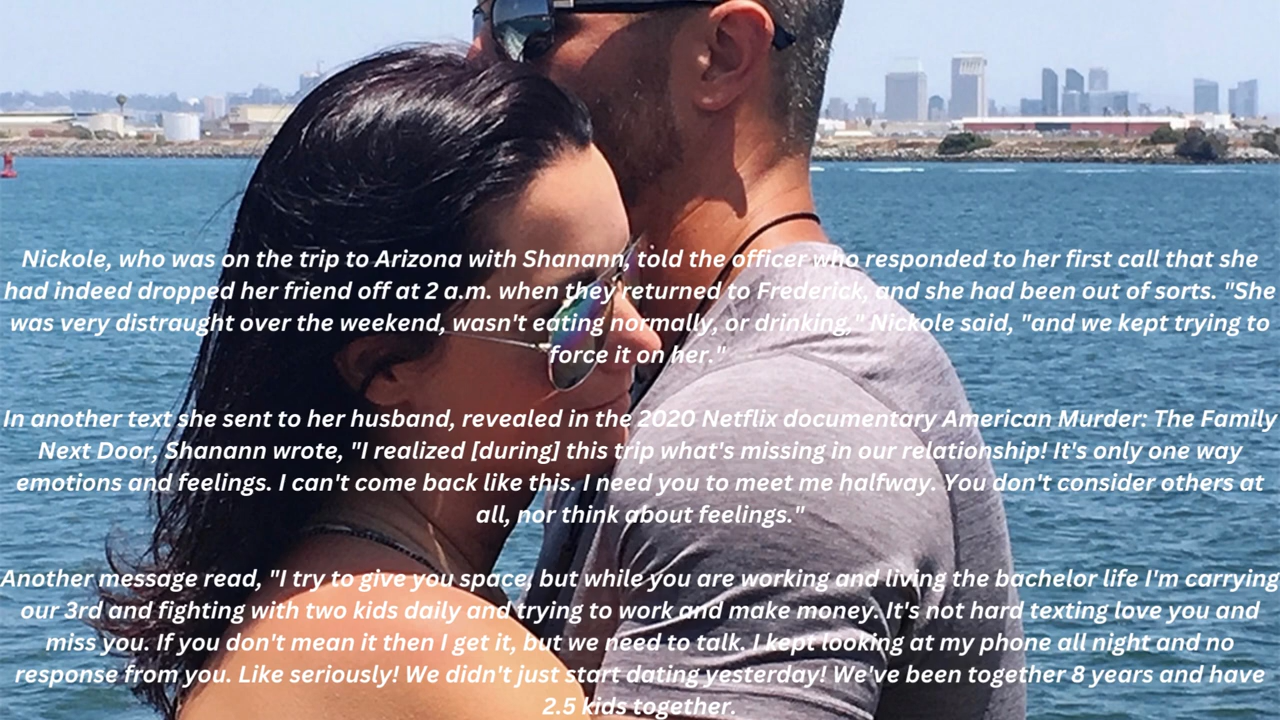 Nickole, who was on the trip to Arizona with Shanann, told the officer who responded to her first call that she
had indeed dropped her friend off at 2 a.m. when they returned to Frederick, and she had been out of sorts. "She
was very distraught over the weekend, wasn't eating normally, or drinking," Nickole said, "and we kept trying to
force it on her."
In another text she sent to her husband, revealed in the 2020 Netflix documentary American Murder: The Family
Next Door, Shanann wrote, "I realized [during] this trip what's missing in our relationship! It's only one way
emotions and feelings. I can't come back like this. I need you to meet me halfway. You don't consider others at
all, nor think about feelings."
Another message read, "I try to give you space, but while you are working and living the bachelor life I'm carrying
our 3rd and fighting with two kids daily and trying to work and make money. It's not hard texting love you and
miss you. If you don't mean it then I get it, but we need to talk. I kept looking at my phone all night and no
response from you. Like seriously! We didn't just start dating yesterday! We've been together 8 years and have
2.5 kids together.